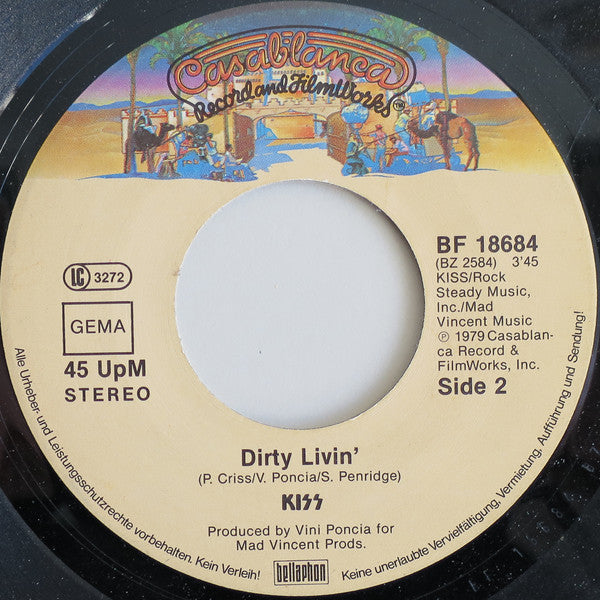 Casablanca
Record and FilmWorks
TM
LC 3272
GEMA
45 UpM
STEREO
BF 18684
(BZ 2584) 3'45
KISS/Rock
Steady Music,
Inc./Mad
Vincent Music
℗ 1979 Casablan-
ca Record &
FilmWorks, Inc.
Side 2
Dirty Livin'
(P. Criss/V. Poncia/S. Penridge)
KISS
Produced by Vini Poncia for
Mad Vincent Prods.
bellaphon
Alle Urheber- und Leistungsschutzrechte vorbehalten. Kein Verleih! Keine unerlaubte Vervielfältigung, Vermietung, Aufführung und Sendung!